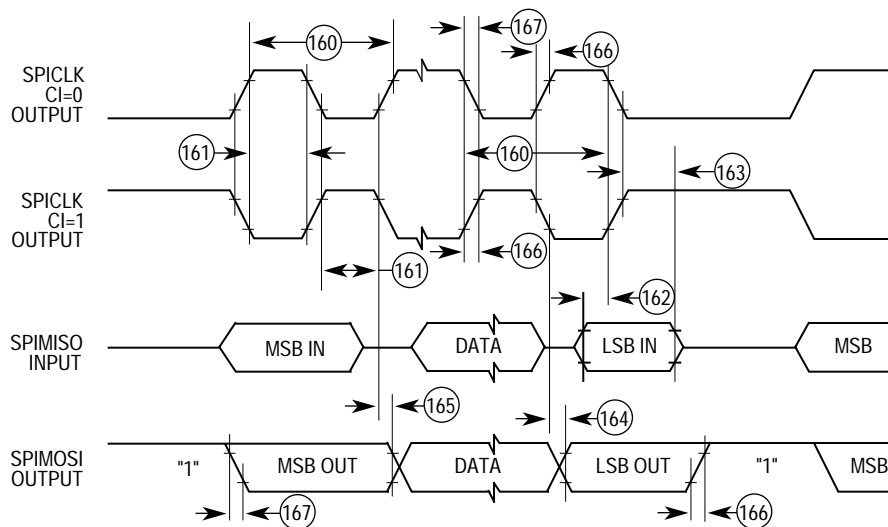 167
160
166
SPICLK
CI=0
OUTPUT
161
160
163
SPICLK
CI=1
OUTPUT
166
161
162
SPIMISO
INPUT
MSB IN
DATA
LSB IN
MSB
165
164
SPIMOSI
OUTPUT
"1"
MSB OUT
DATA
LSB OUT
"1"
MSB
167
166